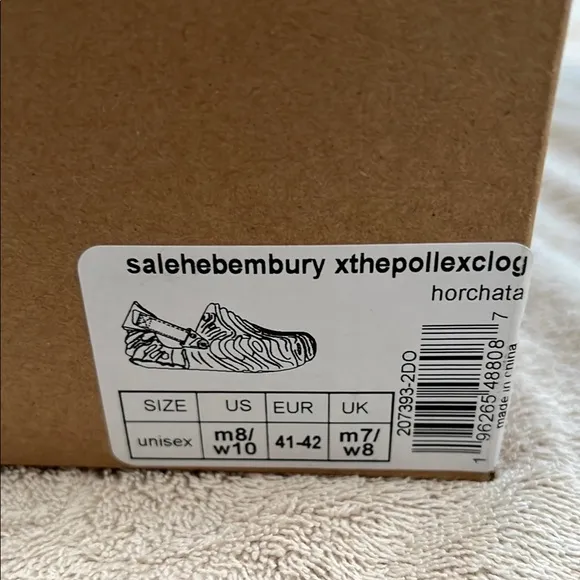 salehebembury xthepollexclog
horchata
SIZE US EUR UK
unisex m8/ w10 41-42 m7/ w8
207393-2DO
1 96265 48808 7
made in china